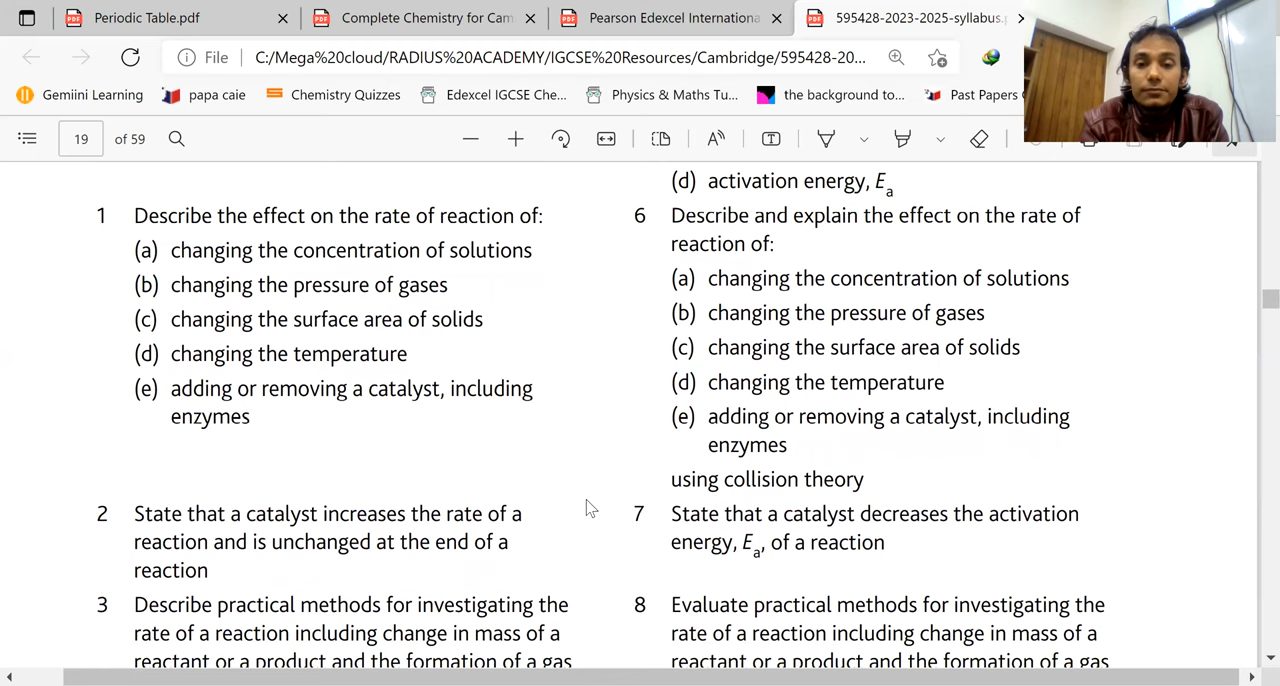 Periodic Table.pdf
Complete Chemistry for Cam
Pearson Edexcel Internationa
595428-2023-2025-syllabus.p
File
C:/Mega%20cloud/RADIUS%20ACADEMY/IGCSE%20Resources/Cambridge/595428-20...
Gemiini Learning
papa caie
Chemistry Quizzes
Edexcel IGCSE Che...
Physics & Maths Tu...
the background to...
Past Papers
19 of 59
1 Describe the effect on the rate of reaction of:
(a) changing the concentration of solutions
(b) changing the pressure of gases
(c) changing the surface area of solids
(d) changing the temperature
(e) adding or removing a catalyst, including
enzymes
2 State that a catalyst increases the rate of a
reaction and is unchanged at the end of a
reaction
3 Describe practical methods for investigating the
rate of a reaction including change in mass of a
reactant or a product and the formation of a gas
(d) activation energy, Ea
6 Describe and explain the effect on the rate of
reaction of:
(a) changing the concentration of solutions
(b) changing the pressure of gases
(c) changing the surface area of solids
(d) changing the temperature
(e) adding or removing a catalyst, including
enzymes
using collision theory
7 State that a catalyst decreases the activation
energy, Ea, of a reaction
8 Evaluate practical methods for investigating the
rate of a reaction including change in mass of a
reactant or a product and the formation of a gas